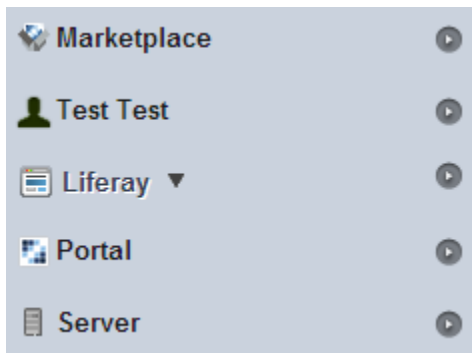 Marketplace
Test Test
Liferay
Portal
Server